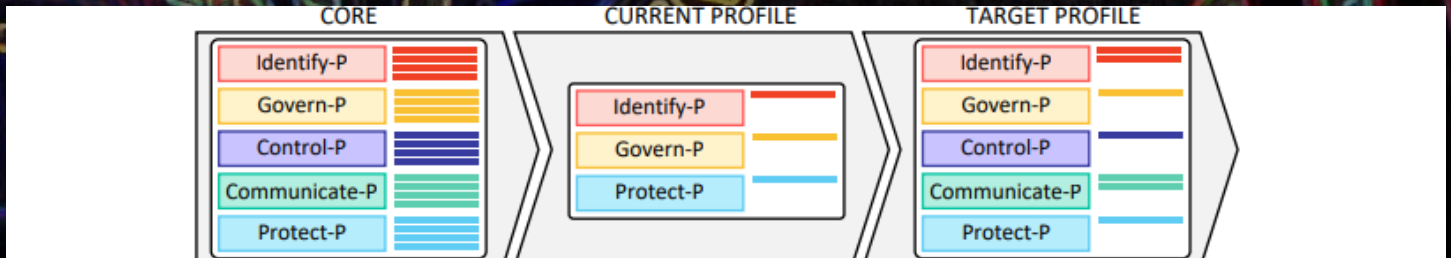 CORE
CURRENT PROFILE
TARGET PROFILE
Identify-P
Govern-P
Control-P
Communicate-P
Protect-P
Identify-P
Govern-P
Protect-P
Identify-P
Govern-P
Control-P
Communicate-P
Protect-P